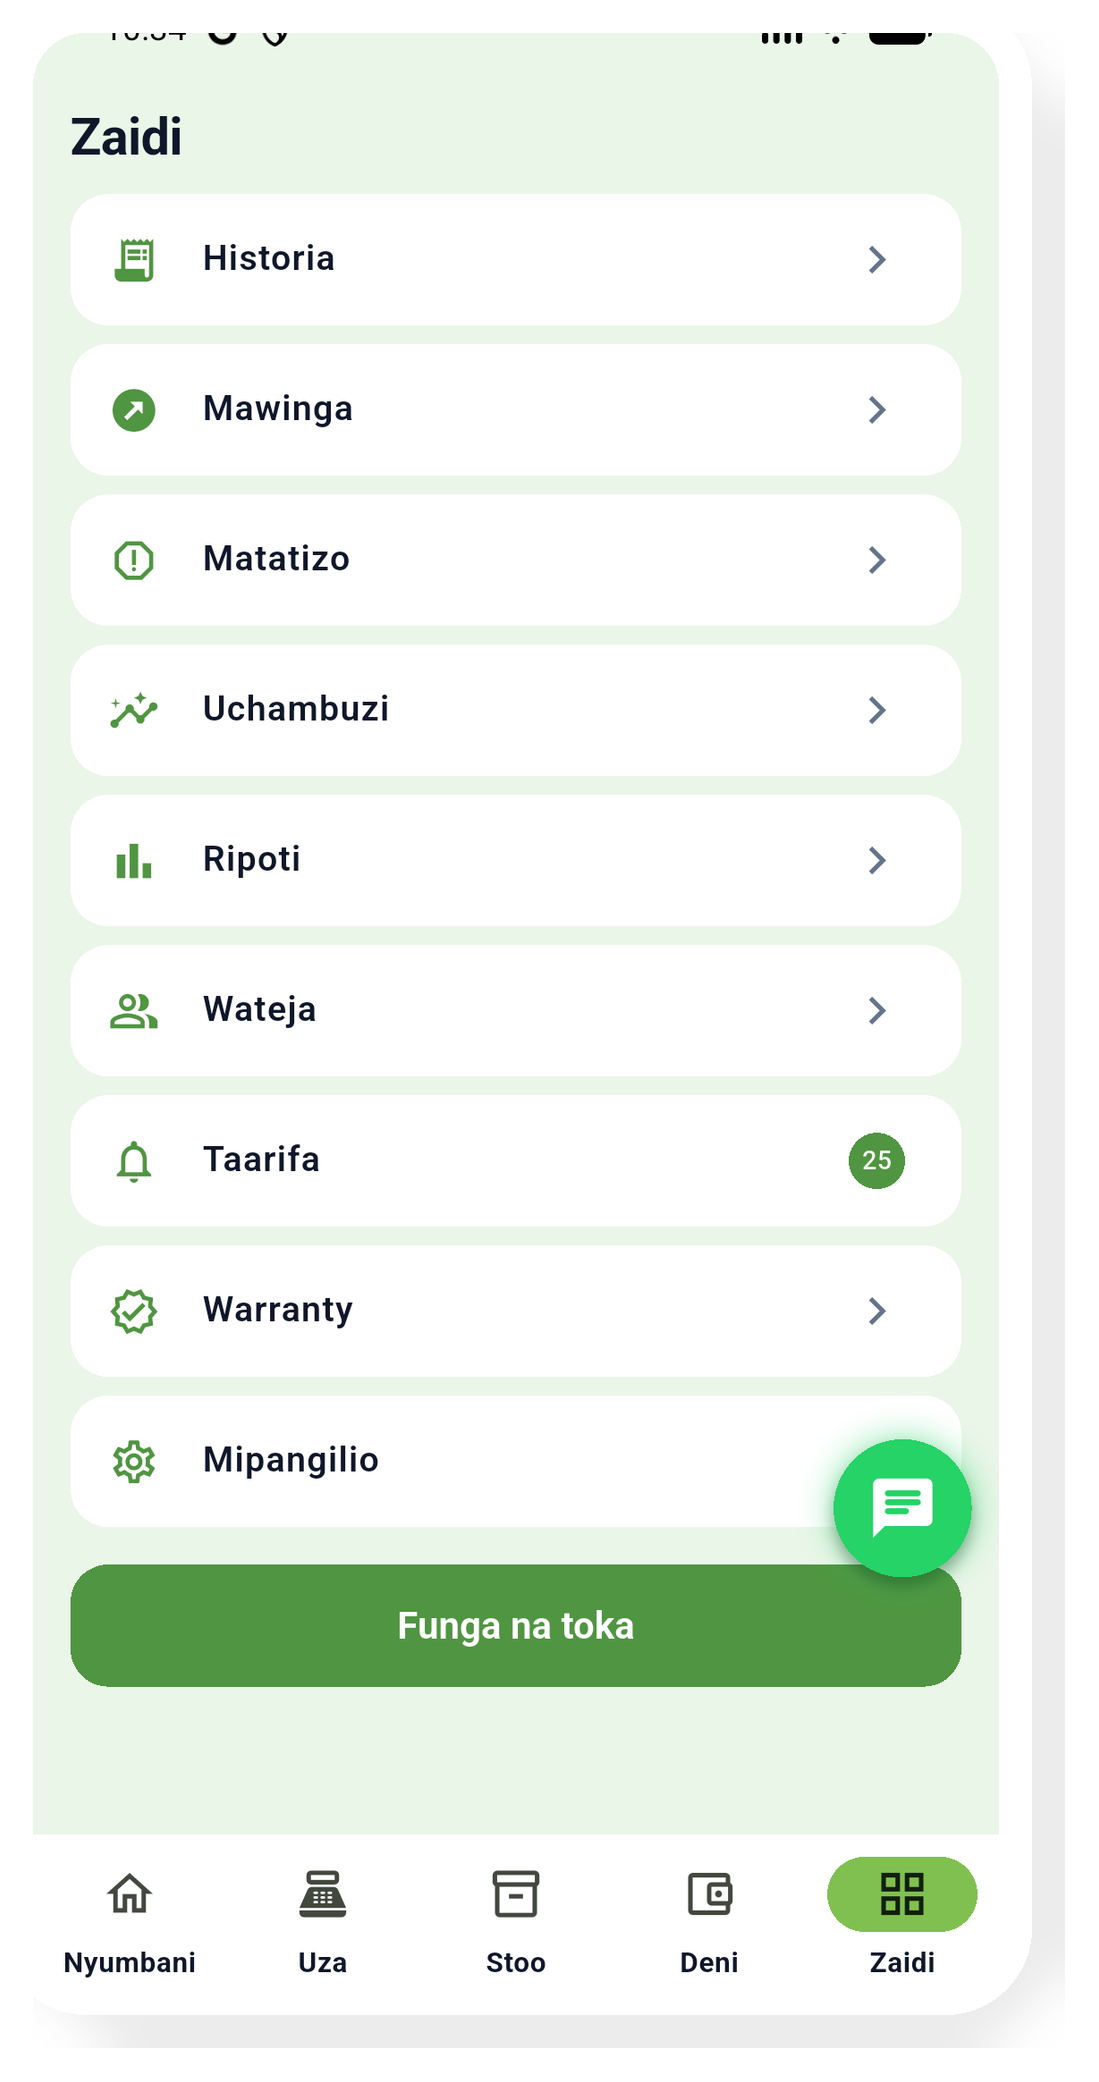 Zaidi
Historia
Mawinga
Matatizo
Uchambuzi
Ripoti
Wateja
Taarifa
25
Warranty
Mipangilio
Funga na toka
Nyumbani
Uza
Stoo
Deni
Zaidi